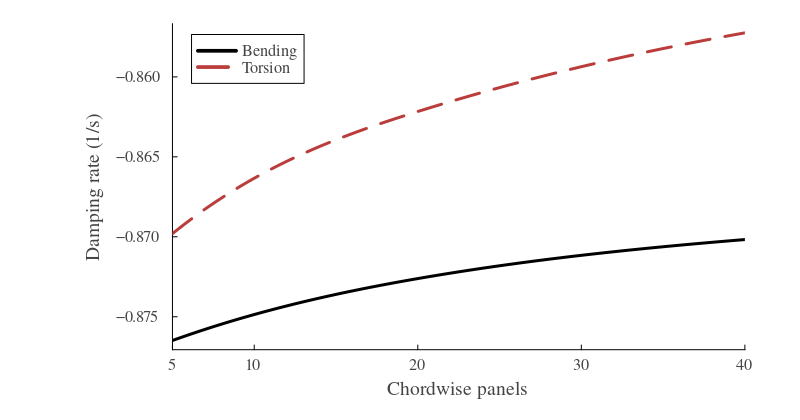 Bending
Torsion
−0.860
−0.865
−0.870
−0.875
Damping rate (1/s)
5
10
20
30
40
Chordwise panels